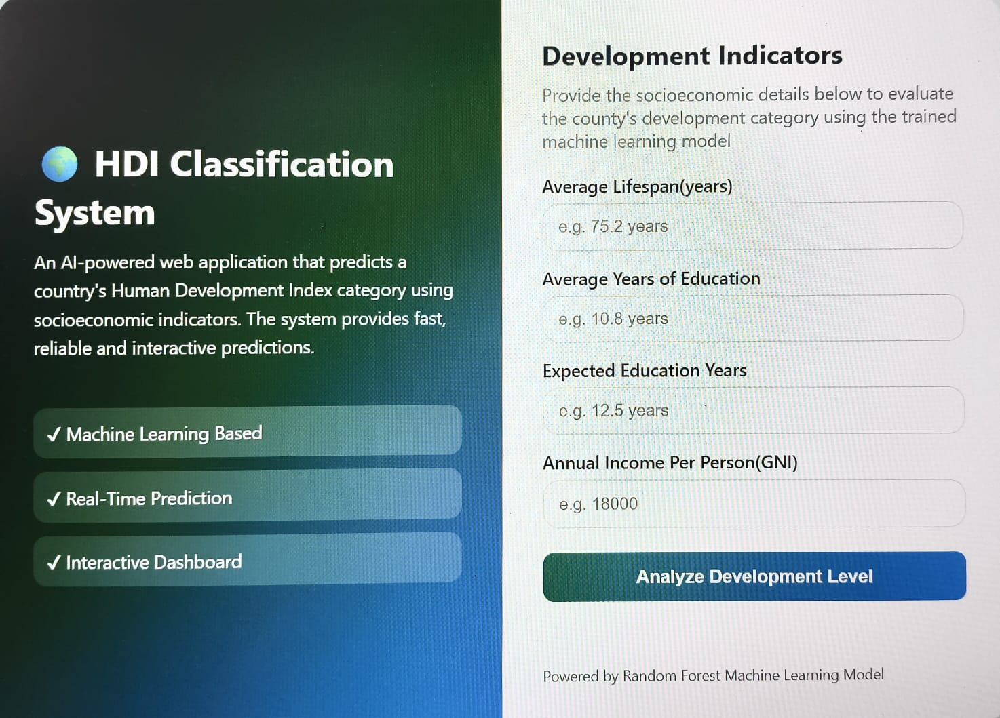 HDI Classification
System
An AI-powered web application that predicts a
country's Human Development Index category using
socioeconomic indicators. The system provides fast,
reliable and interactive predictions.
✓ Machine Learning Based
✓ Real-Time Prediction
✓ Interactive Dashboard
Development Indicators
Provide the socioeconomic details below to evaluate
the county's development category using the trained
machine learning model
Average Lifespan(years)
e.g. 75.2 years
Average Years of Education
e.g. 10.8 years
Expected Education Years
e.g. 12.5 years
Annual Income Per Person(GNI)
e.g. 18000
Analyze Development Level
Powered by Random Forest Machine Learning Model